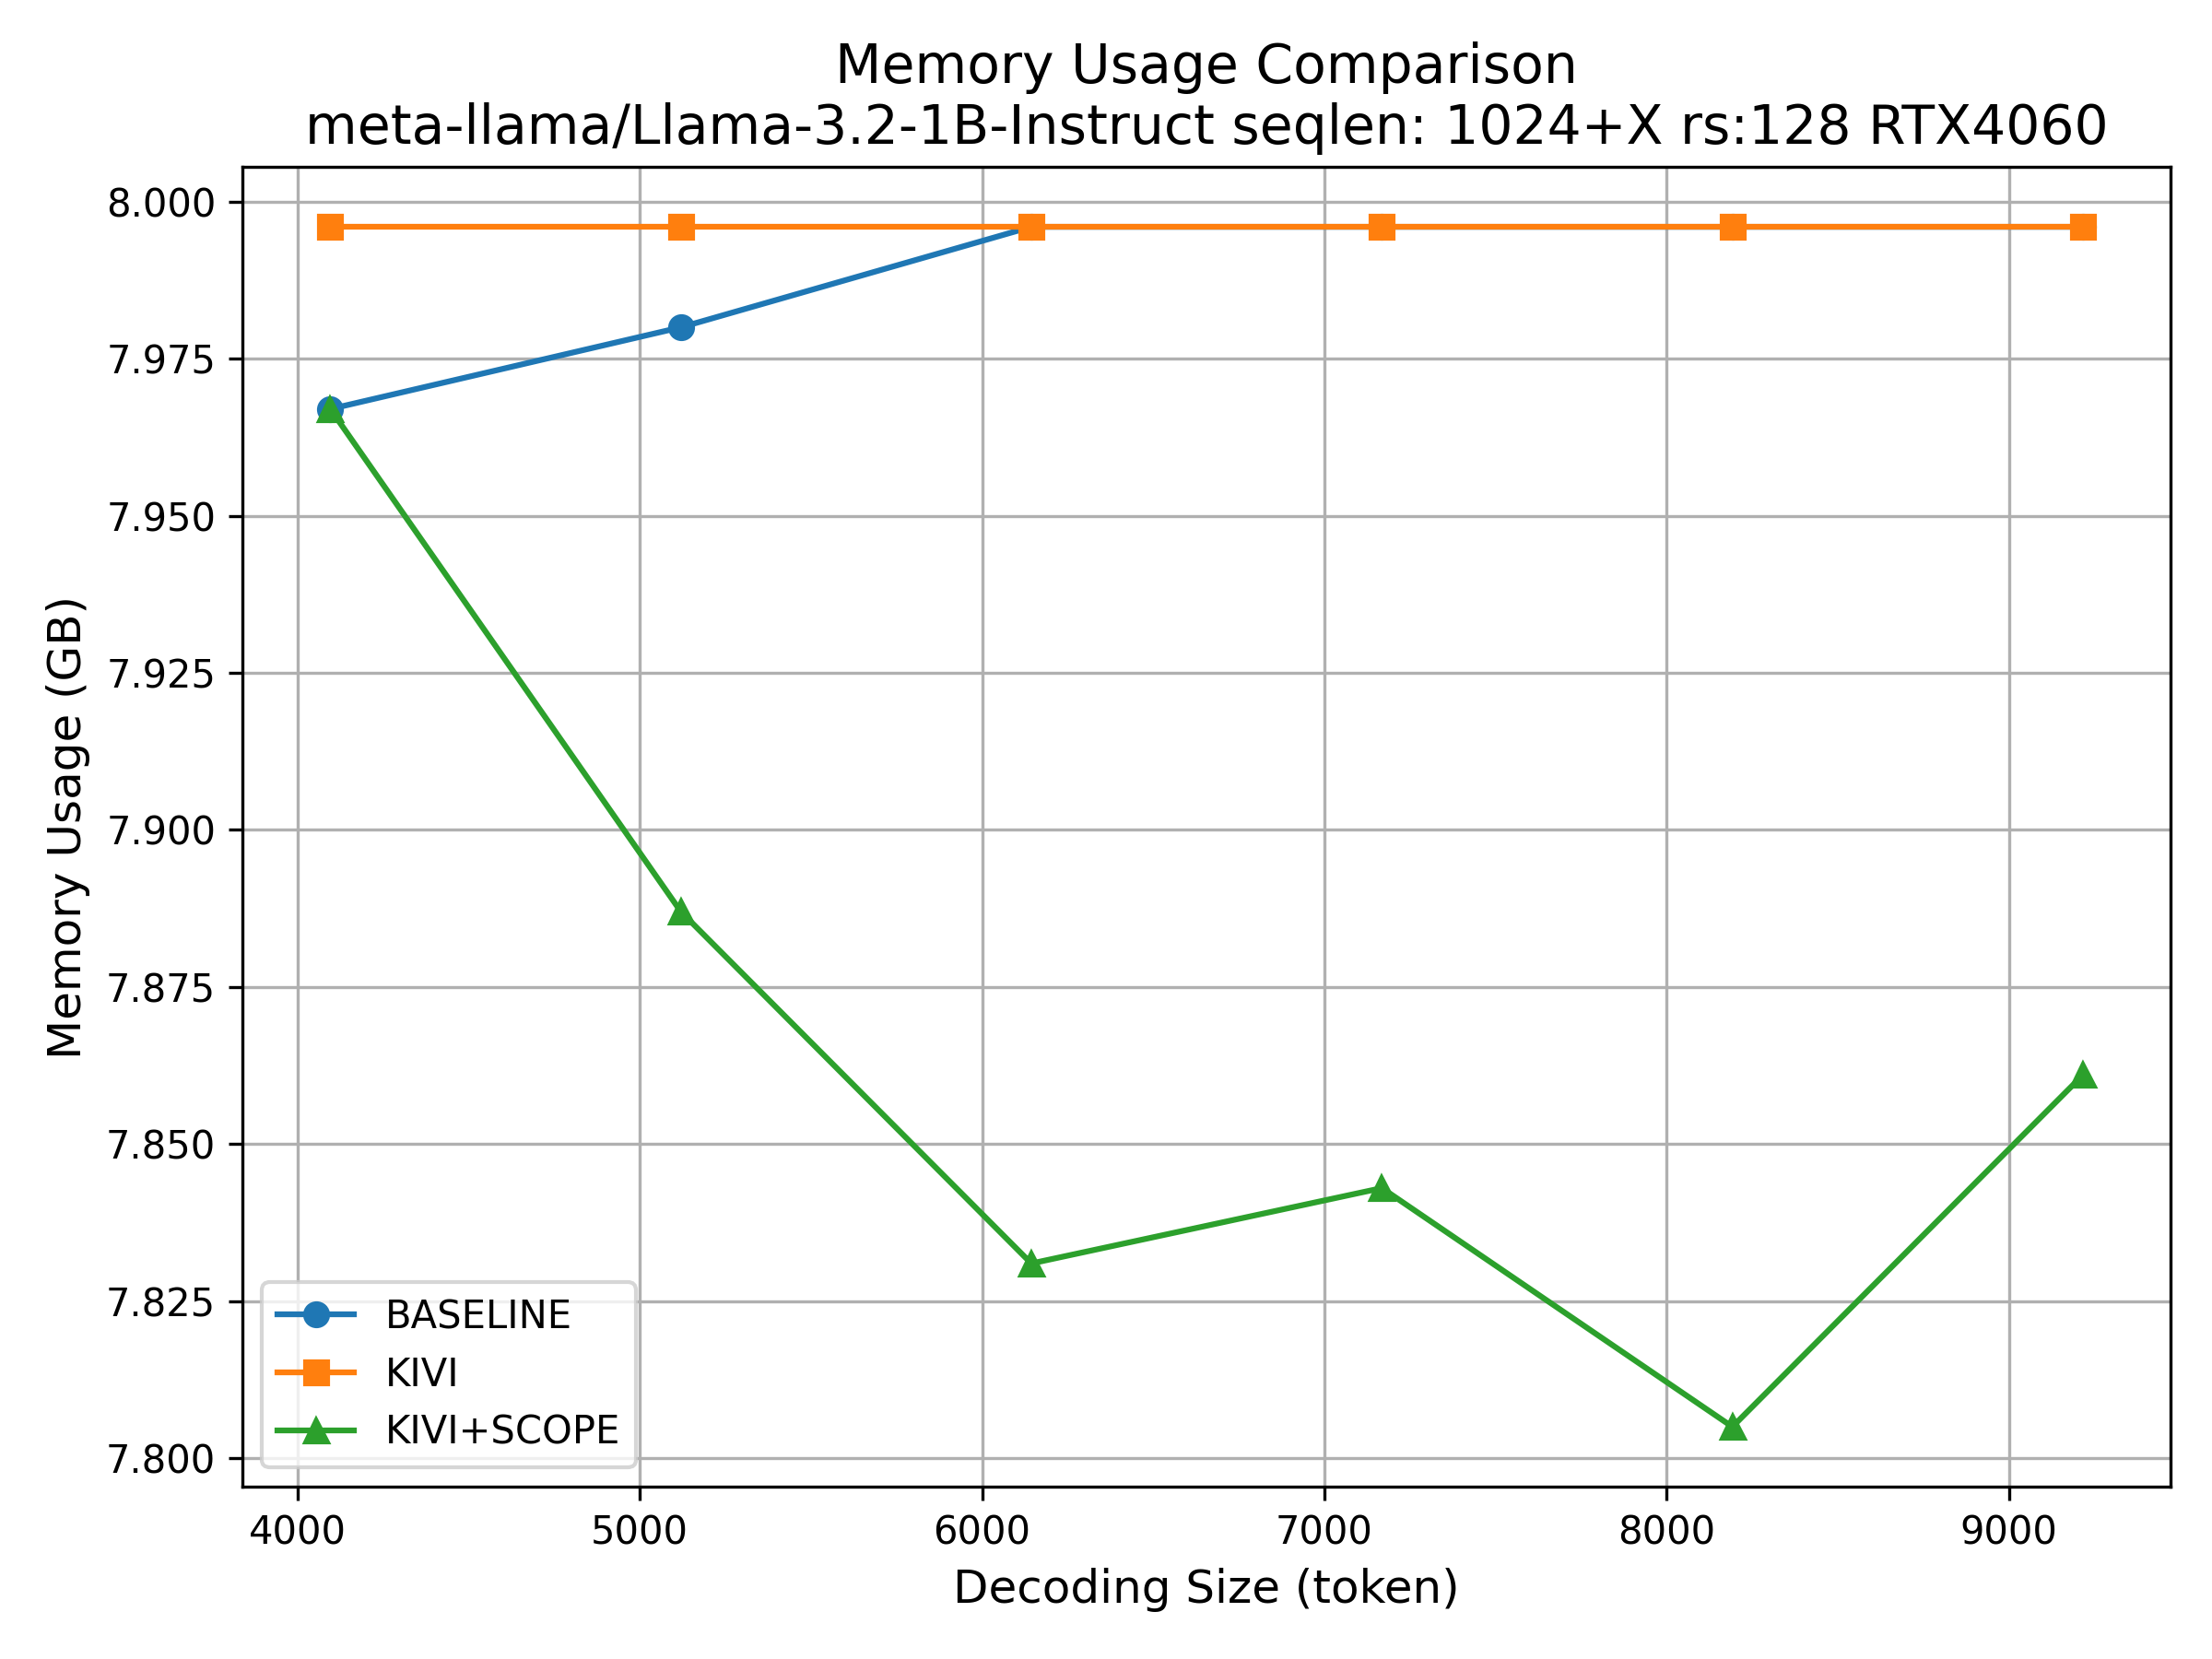 Memory Usage Comparison
meta-llama/Llama-3.2-1B-Instruct seqlen: 1024+X rs:128 RTX4060
8.000
7.975
7.950
7.925
7.900
7.875
7.850
7.825
7.800
Memory Usage (GB)
BASELINE
KIVI
KIVI+SCOPE
4000 5000 6000 7000 8000 9000
Decoding Size (token)